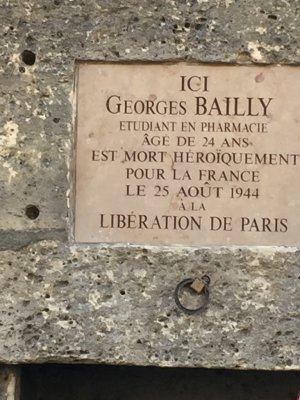 ICI
GEORGES BAILLY
ETUDIANT EN PHARMACIE
ÂGÉ DE 24 ANS
EST MORT HÉROÏQUEMENT
POUR LA FRANCE
LE 25 AOÛT 1944
À LA
LIBÉRATION DE PARIS